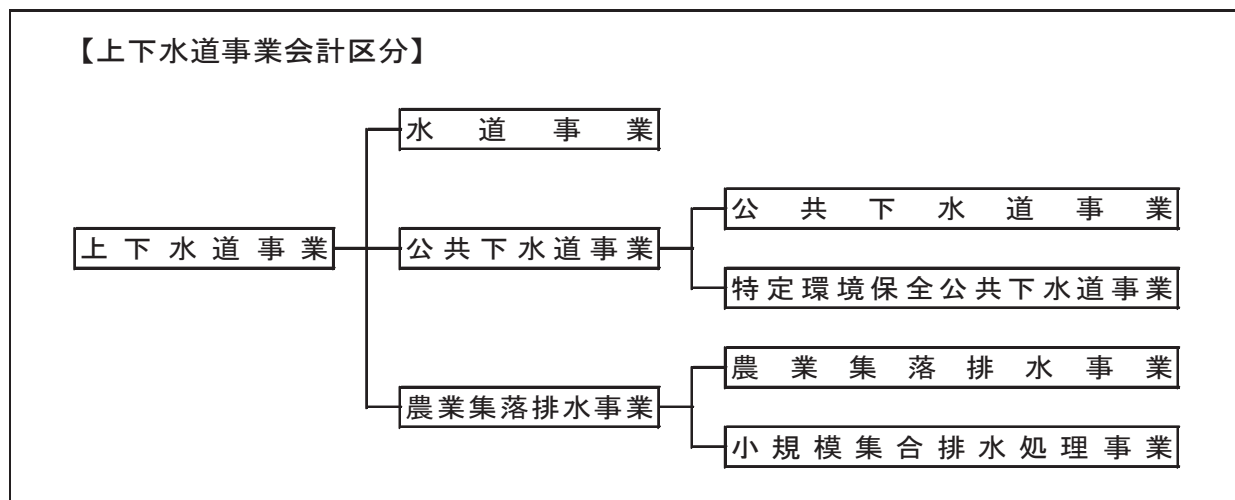 【上下水道事業会計区分】
水道事業
公共下水道事業
上下水道事業
公共下水道事業
特定環境保全公共下水道事業
農業集落排水事業
農業集落排水事業
小規模集合排水処理事業